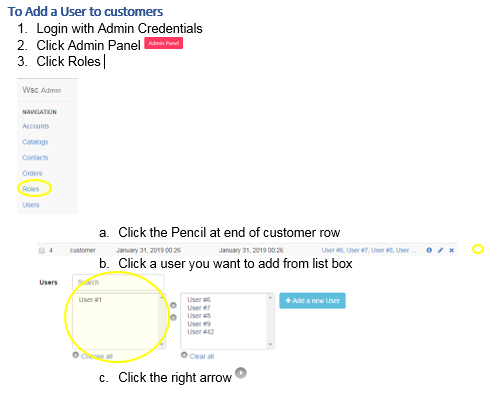 To Add a User to customers
1. Login with Admin Credentials
2. Click Admin Panel Admin Panel
3. Click Roles
Wsc Admin
NAVIGATION
Accounts
Catalogs
Contacts
Orders
Roles
Users
a. Click the Pencil at end of customer row
4 customer January 31, 2019 00:26 January 31, 2019 00:26 User #6, User #7, User #8, User ...
b. Click a user you want to add from list box
Users Search
User #1
User #6
User #7
User #8
User #9
User #42
+ Add a new User
Choose all
Clear all
c. Click the right arrow